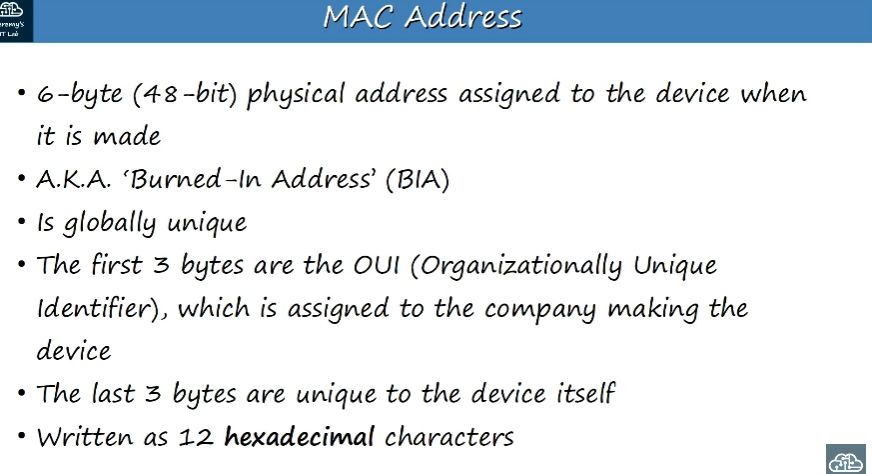 MAC Address
Jeremy's
IT Lab
• 6-byte (48-bit) physical address assigned to the device when
it is made
• A.K.A. ‘Burned-In Address’ (BIA)
• Is globally unique
• The first 3 bytes are the OUI (Organizationally Unique
Identifier), which is assigned to the company making the
device
• The last 3 bytes are unique to the device itself
• Written as 12 hexadecimal characters